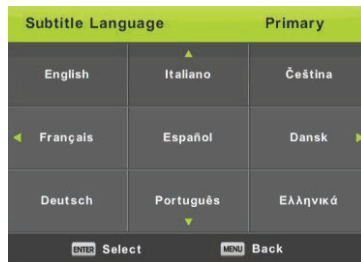 Subtitle Language Primary
English Italiano Čeština
Français Español Dansk
Deutsch Português Ελληνικά
ENTER Select MENU Back